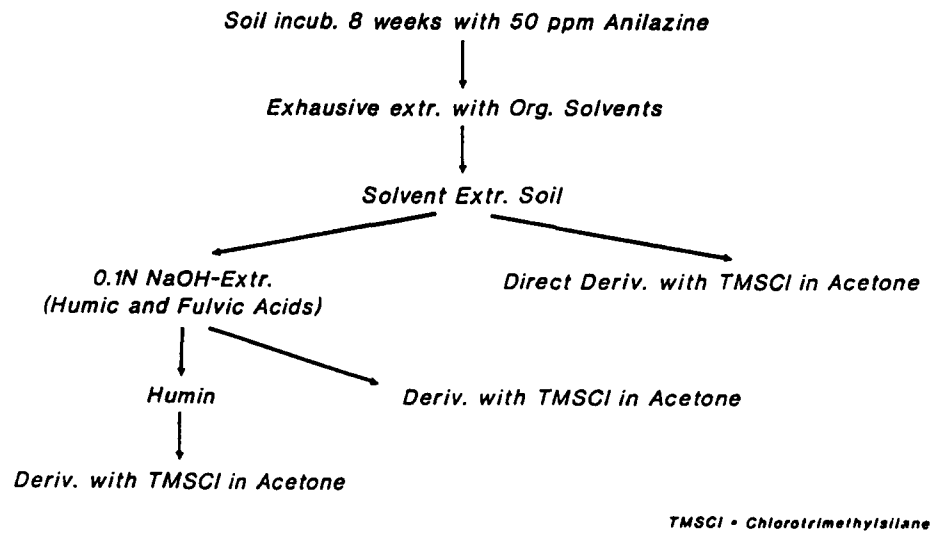 Soil incub. 8 weeks with 50 ppm Anilazine
Exhausive extr. with Org. Solvents
Solvent Extr. Soil
0.1N NaOH-Extr.
(Humic and Fulvic Acids)
Direct Deriv. with TMSCl in Acetone
Humin
Deriv. with TMSCl in Acetone
Deriv. with TMSCl in Acetone
TMSCl = Chlorotrimethylsilane